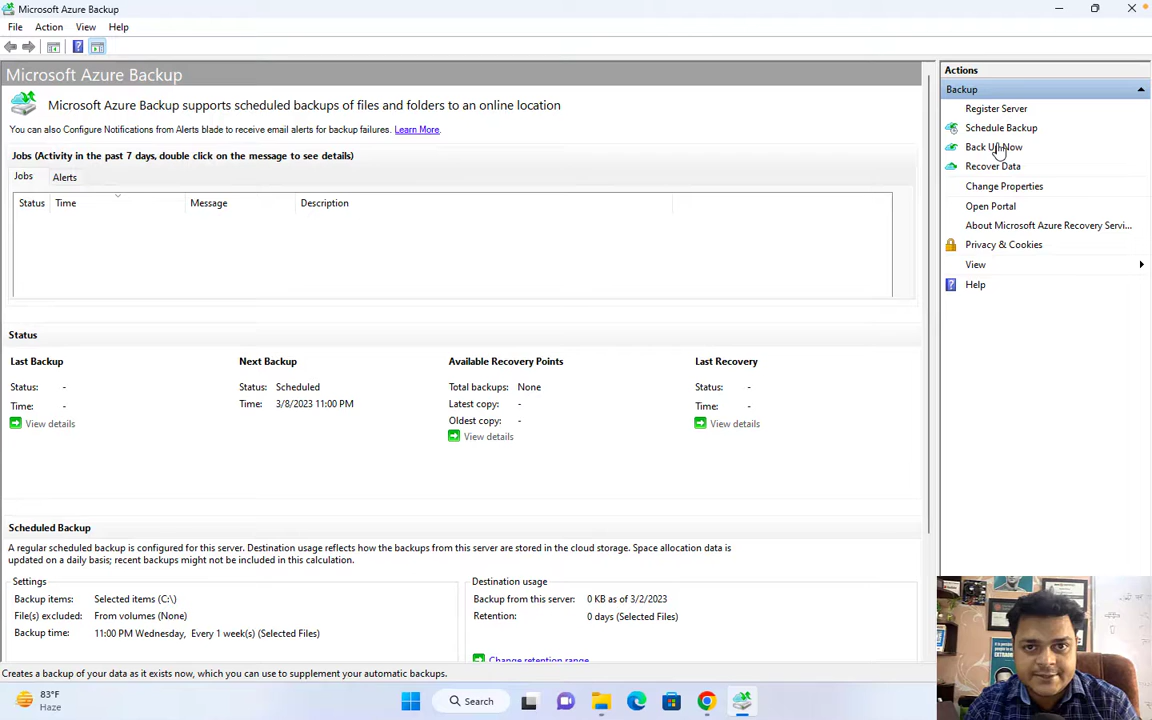 Microsoft Azure Backup
File Action View Help
Microsoft Azure Backup
Microsoft Azure Backup supports scheduled backups of files and folders to an online location
You can also Configure Notifications from Alerts blade to receive email alerts for backup failures. Learn More.
Jobs (Activity in the past 7 days, double click on the message to see details)
Jobs Alerts
Status Time Message Description
Status
Last Backup Next Backup Available Recovery Points Last Recovery
Status: - Status: Scheduled Total backups: None Status: -
Time: - Time: 3/8/2023 11:00 PM Latest copy: - Time: -
Oldest copy: -
View details View details View details
Scheduled Backup
A regular scheduled backup is configured for this server. Destination usage reflects how the backups from this server are stored in the cloud storage. Space allocation data is
updated on a daily basis; recent backups might not be included in this calculation.
Settings Destination usage
Backup items: Selected items (C:\) Backup from this server: 0 KB as of 3/2/2023
File(s) excluded: From volumes (None) Retention: 0 days (Selected Files)
Backup time: 11:00 PM Wednesday, Every 1 week(s) (Selected Files)
Change retention range
Creates a backup of your data as it exists now, which you can use to supplement your automatic backups.
Actions
Backup
Register Server
Schedule Backup
Back Up Now
Recover Data
Change Properties
Open Portal
About Microsoft Azure Recovery Servi...
Privacy & Cookies
View
Help
83°F
Haze
Search